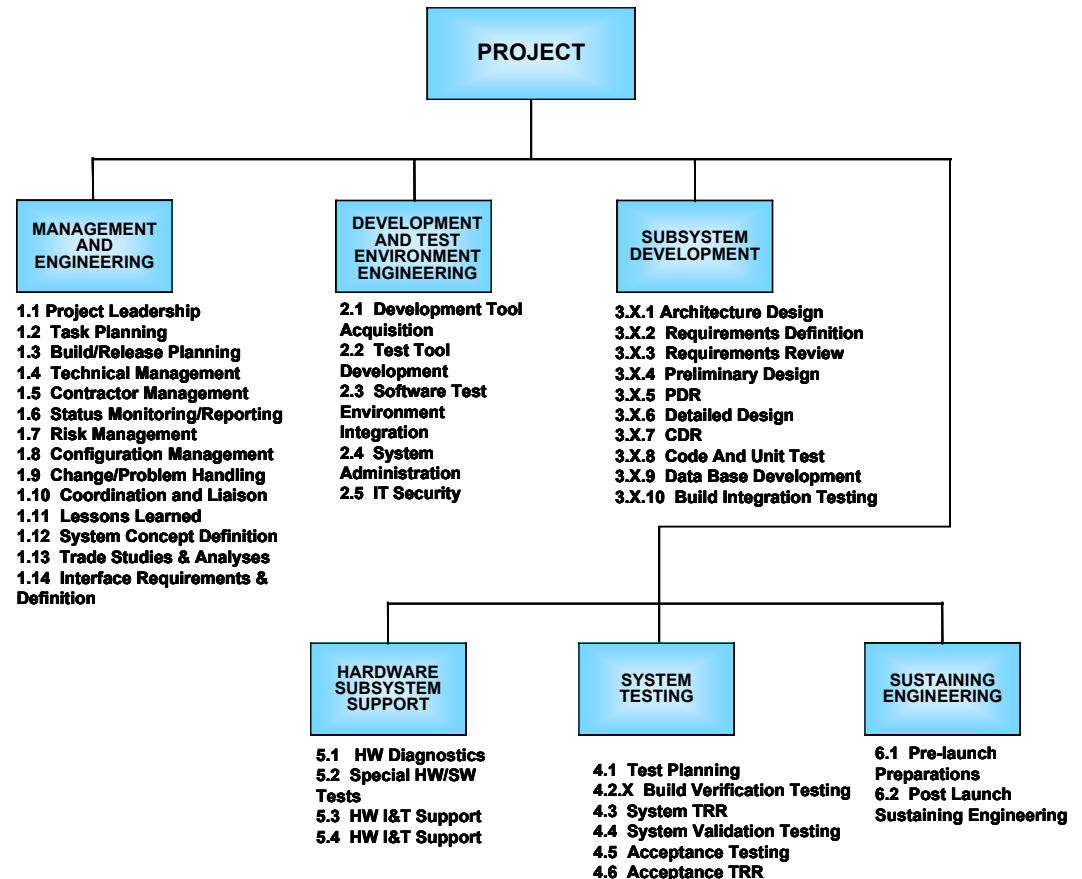 PROJECT
MANAGEMENT
AND
ENGINEERING
1.1 Project Leadership
1.2 Task Planning
1.3 Build/Release Planning
1.4 Technical Management
1.5 Contractor Management
1.6 Status Monitoring/Reporting
1.7 Risk Management
1.8 Configuration Management
1.9 Change/Problem Handling
1.10 Coordination and Liaison
1.11 Lessons Learned
1.12 System Concept Definition
1.13 Trade Studies & Analyses
1.14 Interface Requirements &
Definition
DEVELOPMENT
AND TEST
ENVIRONMENT
ENGINEERING
2.1 Development Tool
Acquisition
2.2 Test Tool
Development
2.3 Software Test
Environment
Integration
2.4 System
Administration
2.5 IT Security
SUBSYSTEM
DEVELOPMENT
3.X.1 Architecture Design
3.X.2 Requirements Definition
3.X.3 Requirements Review
3.X.4 Preliminary Design
3.X.5 PDR
3.X.6 Detailed Design
3.X.7 CDR
3.X.8 Code And Unit Test
3.X.9 Data Base Development
3.X.10 Build Integration Testing
HARDWARE
SUBSYSTEM
SUPPORT
5.1 HW Diagnostics
5.2 Special HW/SW
Tests
5.3 HW I&T Support
5.4 HW I&T Support
SYSTEM
TESTING
4.1 Test Planning
4.2.X Build Verification Testing
4.3 System TRR
4.4 System Validation Testing
4.5 Acceptance Testing
4.6 Acceptance TRR
SUSTAINING
ENGINEERING
6.1 Pre-launch
Preparations
6.2 Post Launch
Sustaining Engineering